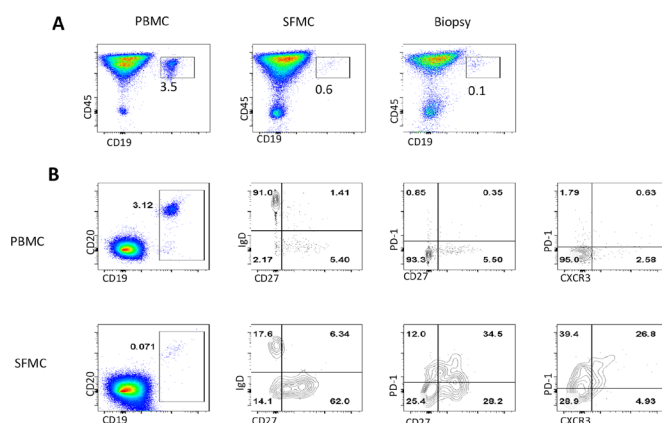 A
PBMC
SFMC
Biopsy
CD45
3.5
CD19
CD45
0.6
CD19
CD45
0.1
CD19
B
PBMC
CD20
3.12
CD19
IgD
91.0
1.41
2.17
5.40
CD27
PD-1
0.85
0.35
93.3
5.50
CD27
PD-1
1.79
0.63
95.0
2.58
CXCR3
SFMC
CD20
0.071
CD19
IgD
17.6
6.34
14.1
62.0
CD27
PD-1
12.0
34.5
25.4
28.2
CD27
PD-1
39.4
26.8
28.9
4.93
CXCR3